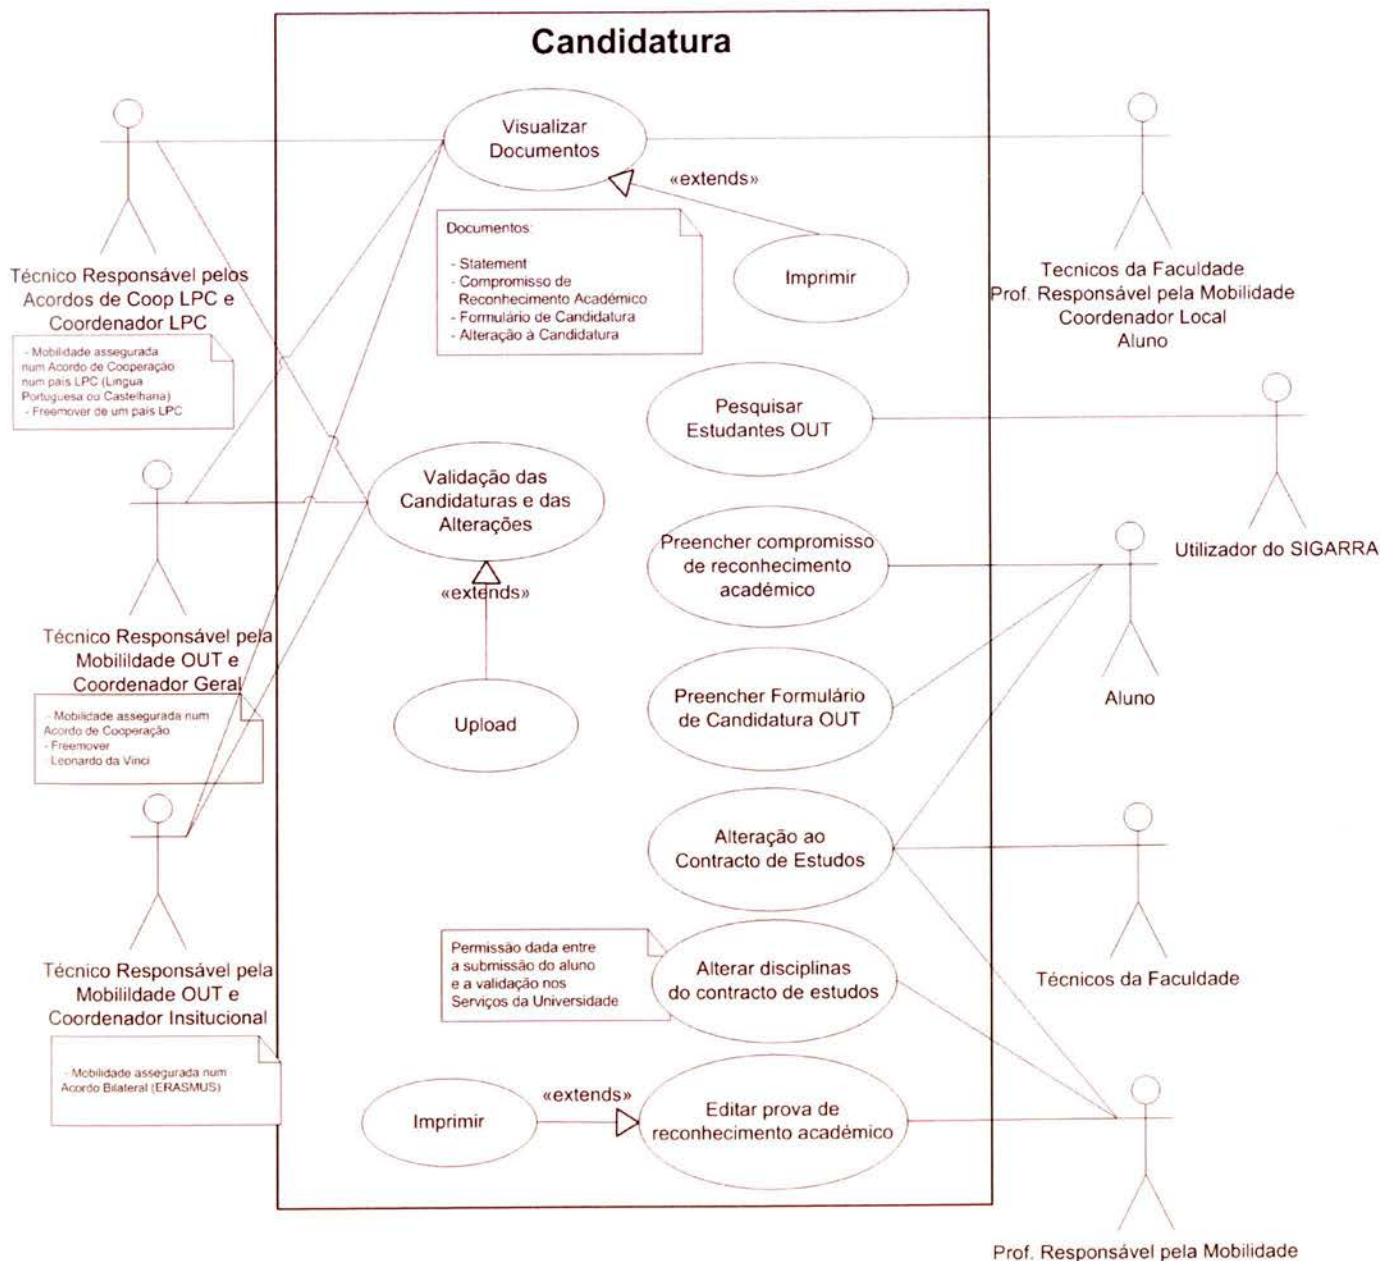 Candidatura
Visualizar
Documentos
«extends»
Imprimir
Documentos:
- Statement
- Compromisso de
Reconhecimento Académico
- Formulário de Candidatura
- Alteração à Candidatura
Técnico Responsável pelos
Acordos de Coop LPC e
Coordenador LPC
- Mobilidade assegurada
num Acordo de Cooperação
num país LPC (Lingua
Portuguesa ou Castelhana)
- Freemover de um país LPC
Tecnicos da Faculdade
Prof. Responsável pela Mobilidade
Coordenador Local
Aluno
Pesquisar
Estudantes OUT
Utilizador do SIGARRA
Validação das
Candidaturas e das
Alterações
«extends»
Upload
Preencher compromisso
de reconhecimento
académico
Técnico Responsável pela
Mobilildade OUT e
Coordenador Geral
- Mobilidade assegurada num
Acordo de Cooperação
- Freemover
- Leonardo da Vinci
Preencher Formulário
de Candidatura OUT
Aluno
Alteração ao
Contracto de Estudos
Técnicos da Faculdade
Permissão dada entre
a submissão do aluno
e a validação nos
Serviços da Universidade
Alterar disciplinas
do contracto de estudos
Técnico Responsável pela
Mobilildade OUT e
Coordenador Insitucional
- Mobilidade assegurada num
Acordo Bilateral (ERASMUS)
Imprimir
«extends»
Editar prova de
reconhecimento académico
Prof. Responsável pela Mobilidade